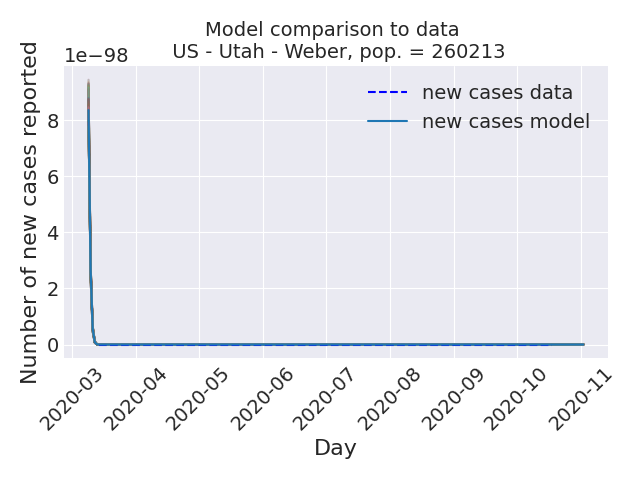 Model comparison to data
US - Utah - Weber, pop. = 260213
1e−98
new cases data
new cases model
Number of new cases reported
8
6
4
2
0
2020-03
2020-04
2020-05
2020-06
2020-07
2020-08
2020-09
2020-10
2020-11
Day